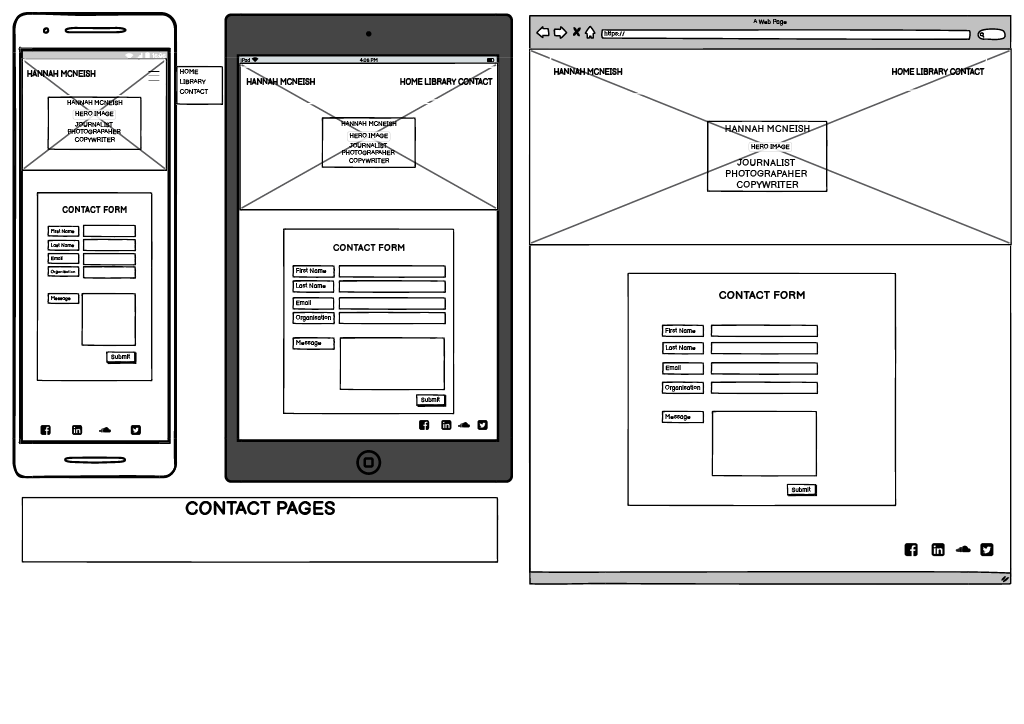 HANNAH MCNEISH
HANNAH MCNEISH
HERO IMAGE
JOURNALIST
PHOTOGRAPAHER
COPYWRITER
HOME
LIBRARY
CONTACT
CONTACT FORM
First Name
Last Name
Email
Organisation
Message
Submit
iPad
4:06 PM
HANNAH MCNEISH
HOME LIBRARY CONTACT
HANNAH MCNEISH
HERO IMAGE
JOURNALIST
PHOTOGRAPAHER
COPYWRITER
CONTACT FORM
First Name
Last Name
Email
Organisation
Message
Submit
A Web Page
https://
HANNAH MCNEISH
HOME LIBRARY CONTACT
HANNAH MCNEISH
HERO IMAGE
JOURNALIST
PHOTOGRAPAHER
COPYWRITER
CONTACT FORM
First Name
Last Name
Email
Organisation
Message
Submit
CONTACT PAGES